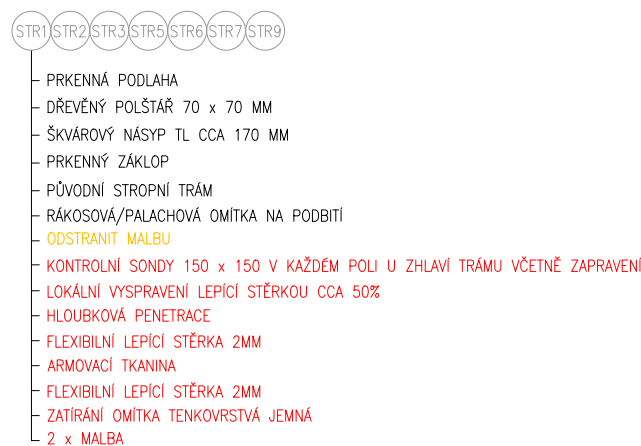 STR1 STR2 STR3 STR5 STR6 STR7 STR9
PRKENNÁ PODLAHA
DŘEVĚNÝ POLŠTÁŘ 70 x 70 MM
ŠKVÁROVÝ NÁSYP TL CCA 170 MM
PRKENNÝ ZÁKLOP
PŮVODNÍ STROPNÍ TRÁM
RÁKOSOVÁ/PALACHOVÁ OMÍTKA NA PODBITÍ
ODSTRANIT MALBU
KONTROLNÍ SONDY 150 x 150 V KAŽDÉM POLI U ZHLAVÍ TRÁMU VČETNĚ ZAPRAVENÍ
LOKÁLNÍ VYSPRAVENÍ LEPÍCÍ STĚRKOU CCA 50%
HLOUBKOVÁ PENETRACE
FLEXIBILNÍ LEPÍCÍ STĚRKA 2MM
ARMOVACÍ TKANINA
FLEXIBILNÍ LEPÍCÍ STĚRKA 2MM
ZATÍRÁNÍ OMÍTKA TENKOVRSTVÁ JEMNÁ
2 x MALBA